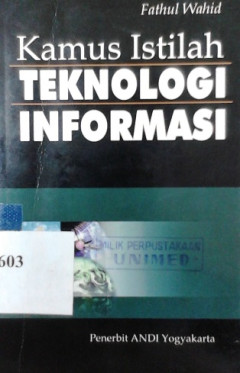 Fathul Wahid
Kamus Istilah
TEKNOLOGI
INFORMASI
MILIK PERPUSTAKAAN
UNIMED
603
Penerbit ANDI Yogyakarta